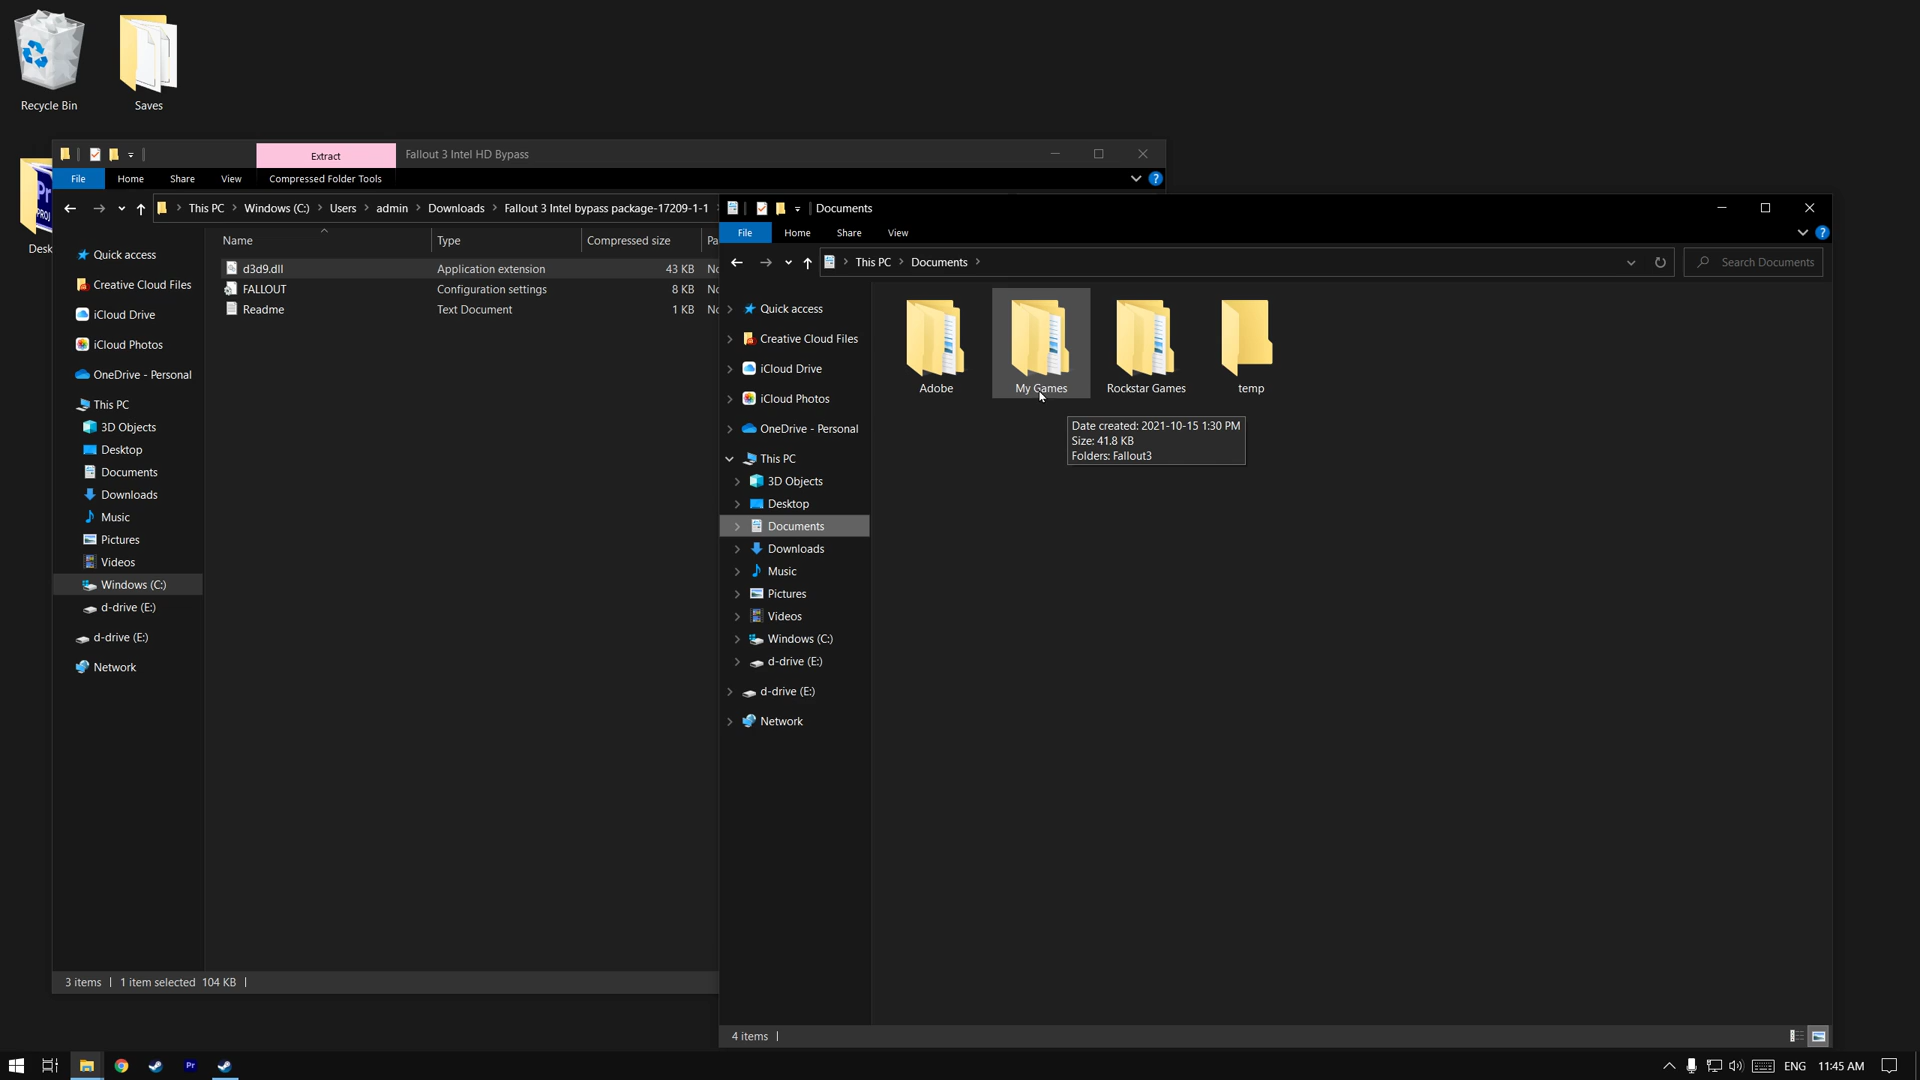 Recycle Bin
Saves
Extract
Fallout 3 Intel HD Bypass
File
Home
Share
View
Compressed Folder Tools
This PC
Windows (C:)
Users
admin
Downloads
Fallout 3 Intel bypass package-17209-1-1
Name
Type
Compressed size
d3d9.dll
Application extension
43 KB
FALLOUT
Configuration settings
8 KB
Readme
Text Document
1 KB
Quick access
Creative Cloud Files
iCloud Drive
iCloud Photos
OneDrive - Personal
This PC
3D Objects
Desktop
Documents
Downloads
Music
Pictures
Videos
Windows (C:)
d-drive (E:)
d-drive (E:)
Network
3 items
1 item selected 104 KB
Documents
File
Home
Share
View
This PC
Documents
Search Documents
Quick access
Creative Cloud Files
iCloud Drive
iCloud Photos
OneDrive - Personal
This PC
3D Objects
Desktop
Documents
Downloads
Music
Pictures
Videos
Windows (C:)
d-drive (E:)
d-drive (E:)
Network
Adobe
My Games
Rockstar Games
temp
Date created: 2021-10-15 1:30 PM
Size: 41.8 KB
Folders: Fallout3
4 items
Pr
ENG
11:45 AM